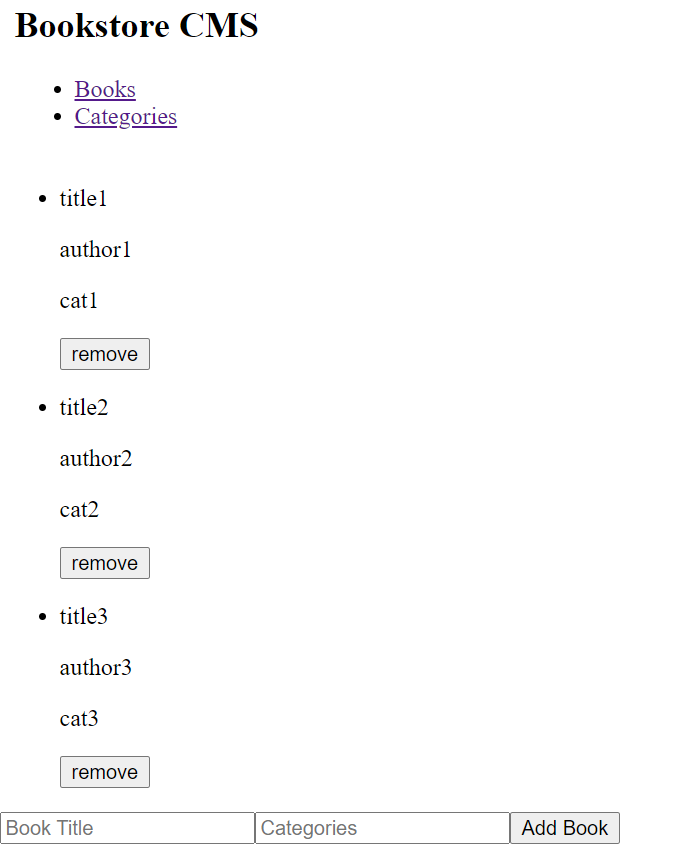 Bookstore CMS
Books
Categories
title1
author1
cat1
remove
title2
author2
cat2
remove
title3
author3
cat3
remove
Book Title Categories Add Book